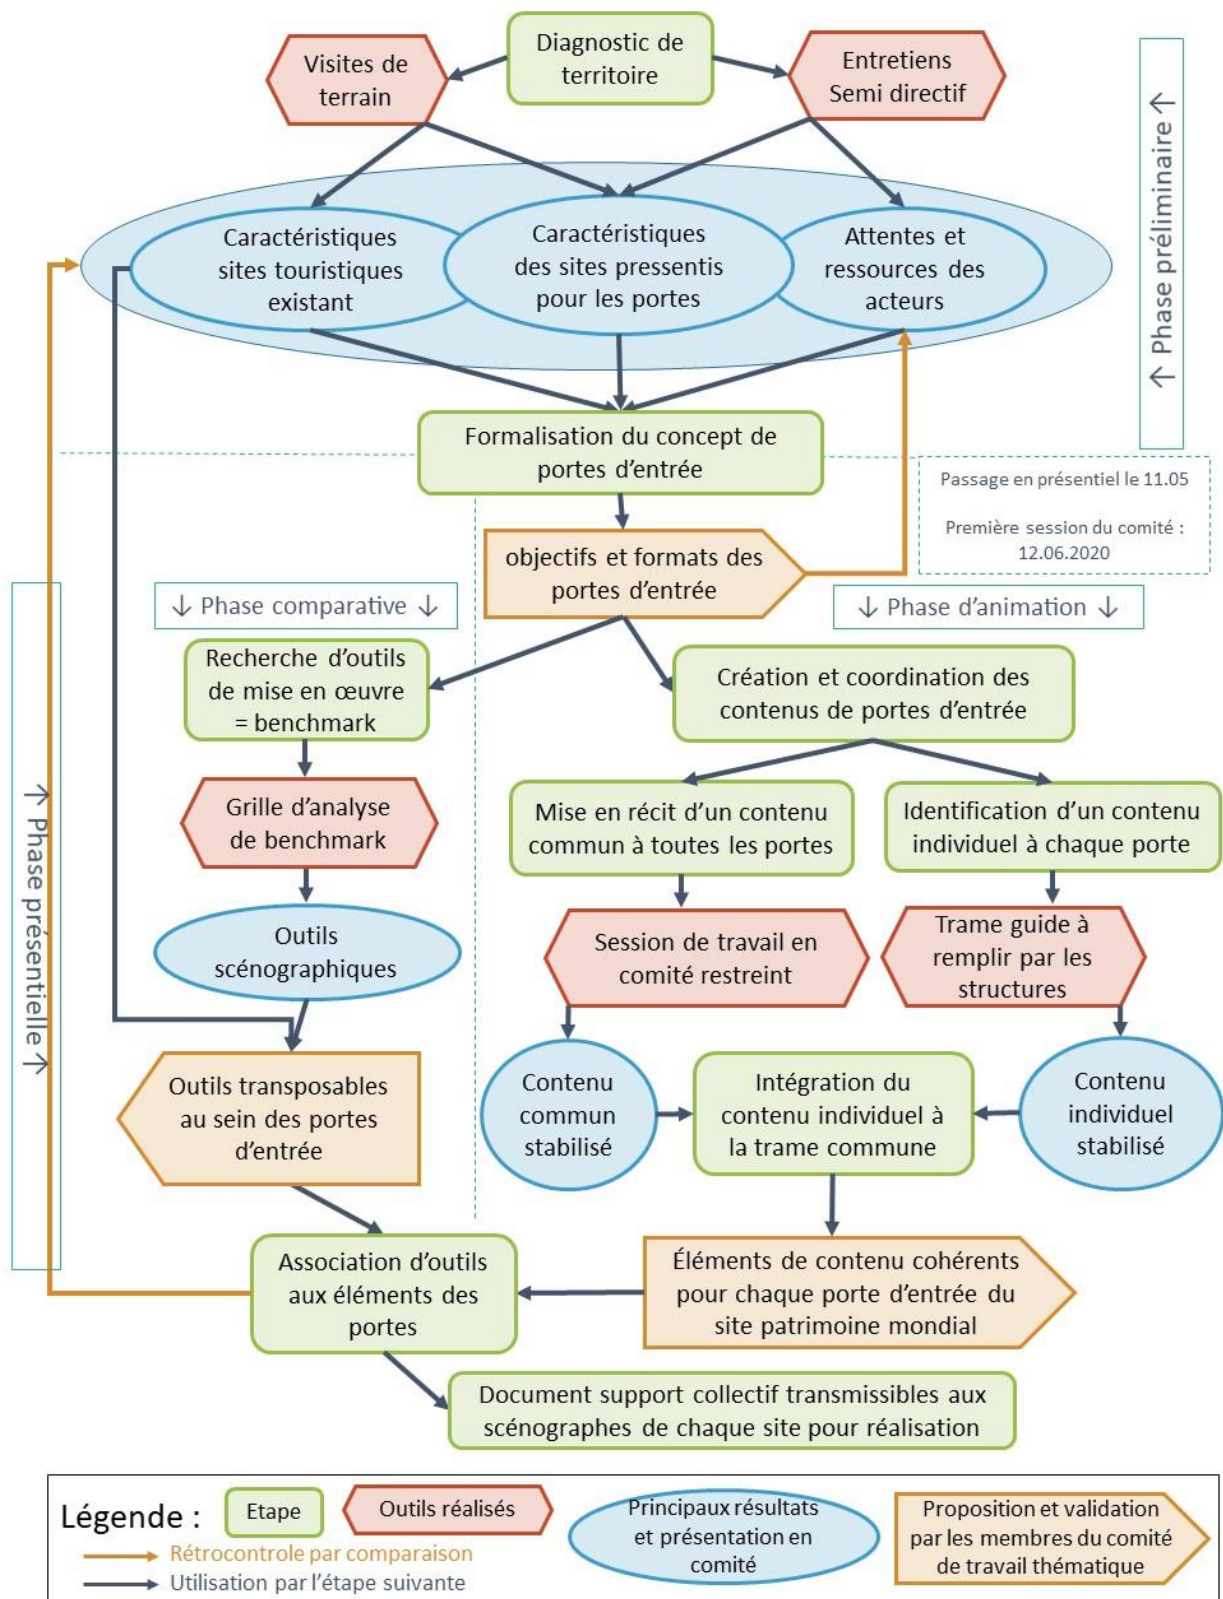 Diagnostic de
territoire
Visites de
terrain
Entretiens
Semi directif
↑ Phase préliminaire ↑
Caractéristiques
sites touristiques
existant
Caractéristiques
des sites pressentis
pour les portes
Attentes et
ressources des
acteurs
Formalisation du concept de
portes d'entrée
Passage en présentiel le 11.05
Première session du comité :
12.06.2020
objectifs et formats des
portes d'entrée
↓ Phase comparative ↓
↓ Phase d'animation ↓
↑ Phase présentielle ↑
Recherche d'outils
de mise en œuvre
= benchmark
Création et coordination des
contenus de portes d'entrée
Grille d'analyse
de benchmark
Mise en récit d'un contenu
commun à toutes les portes
Identification d'un contenu
individuel à chaque porte
Outils
scénographiques
Session de travail en
comité restreint
Trame guide à
remplir par les
structures
Outils transposables
au sein des portes
d'entrée
Contenu
commun
stabilisé
Intégration du
contenu individuel à
la trame commune
Contenu
individuel
stabilisé
Association d'outils
aux éléments des
portes
Éléments de contenu cohérents
pour chaque porte d'entrée du
site patrimoine mondial
Document support collectif transmissibles aux
scénographes de chaque site pour réalisation
Légende :
Etape
Outils réalisés
Principaux résultats
et présentation en
comité
Proposition et validation
par les membres du comité
de travail thématique
Rétrocontrole par comparaison
Utilisation par l'étape suivante